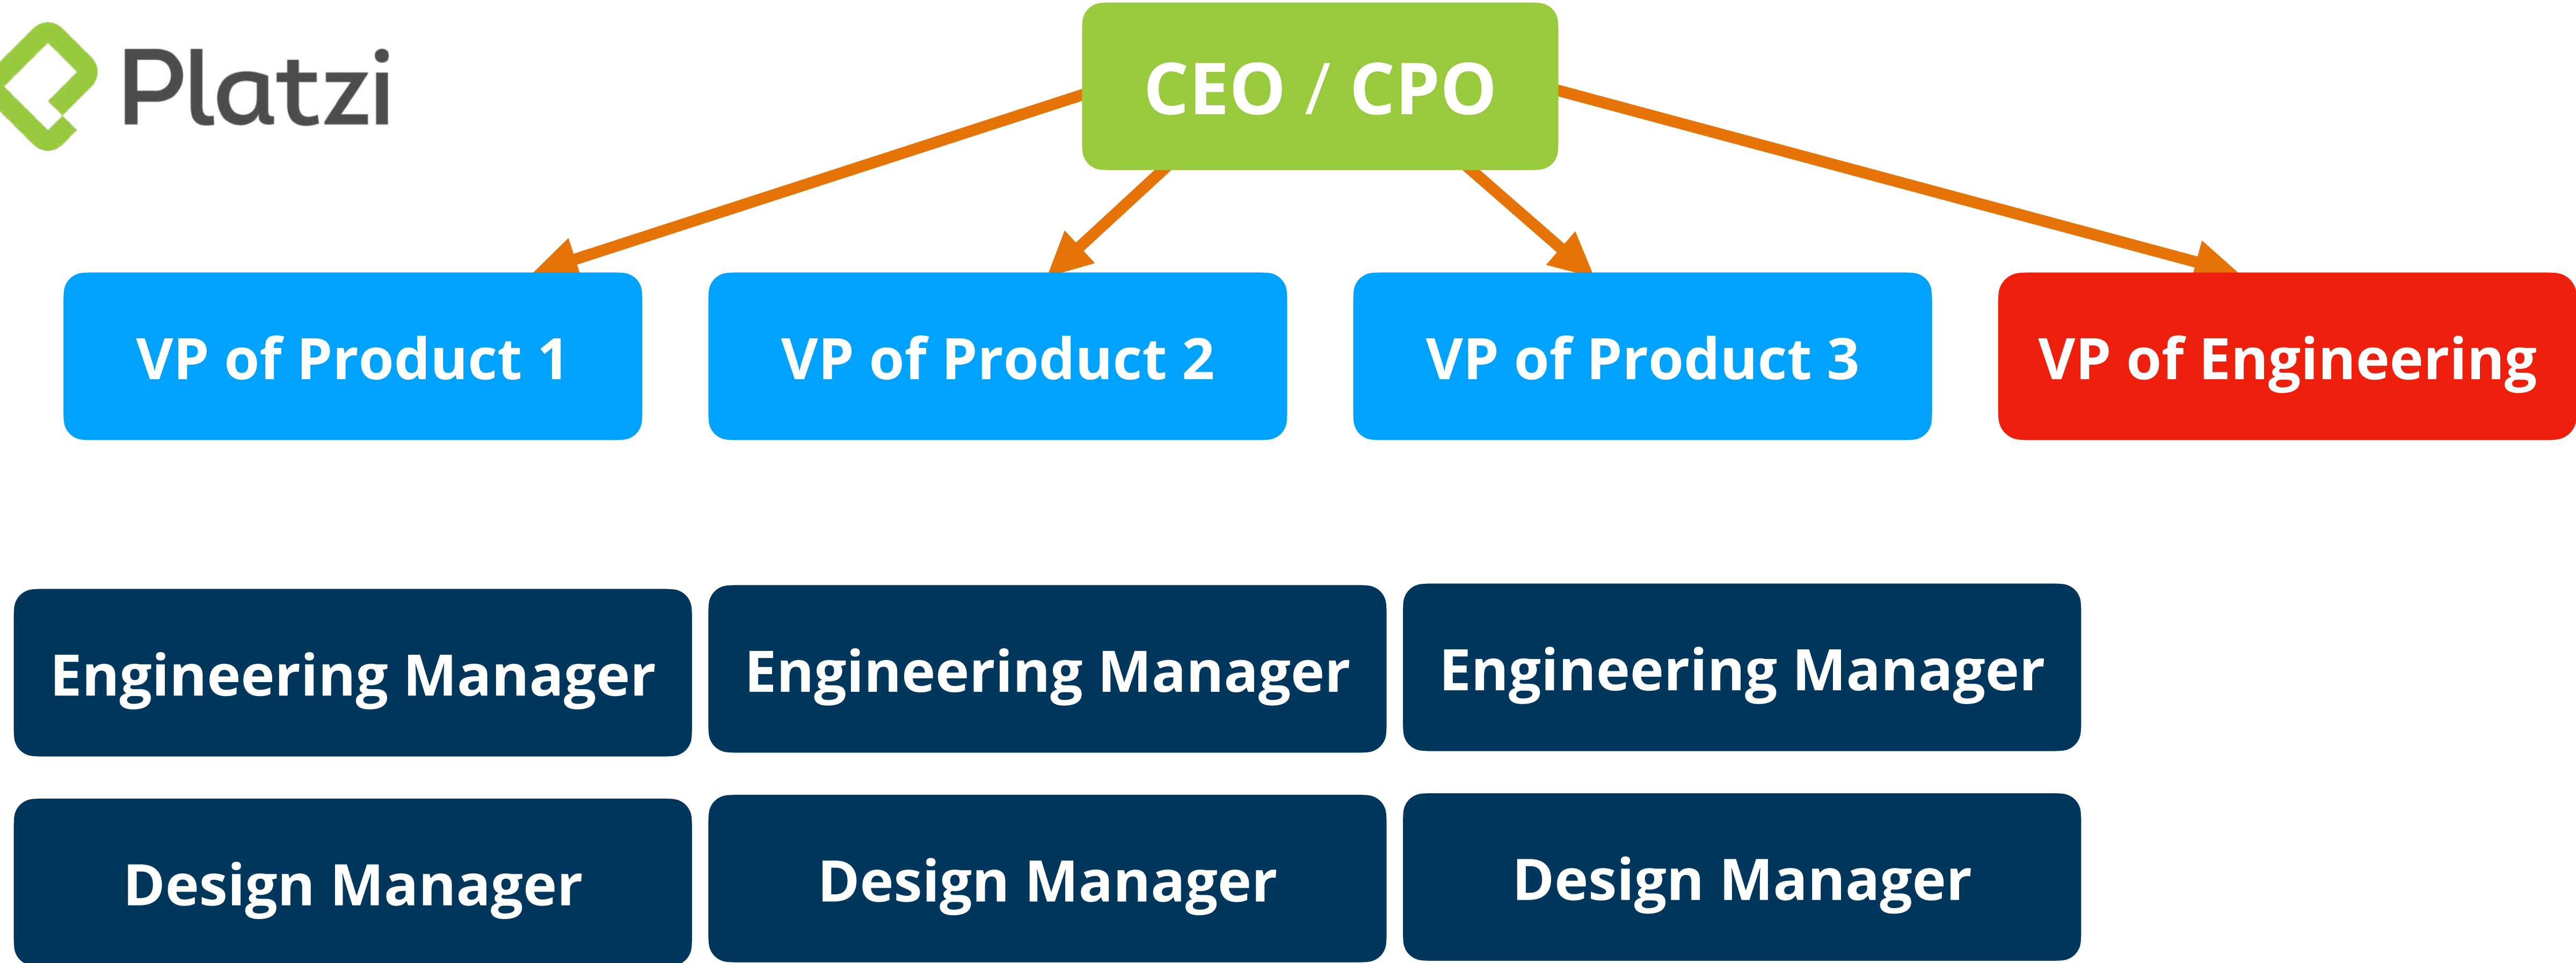 Platzi
CEO / CPO
VP of Product 1
VP of Product 2
VP of Product 3
VP of Engineering
Engineering Manager
Engineering Manager
Engineering Manager
Design Manager
Design Manager
Design Manager